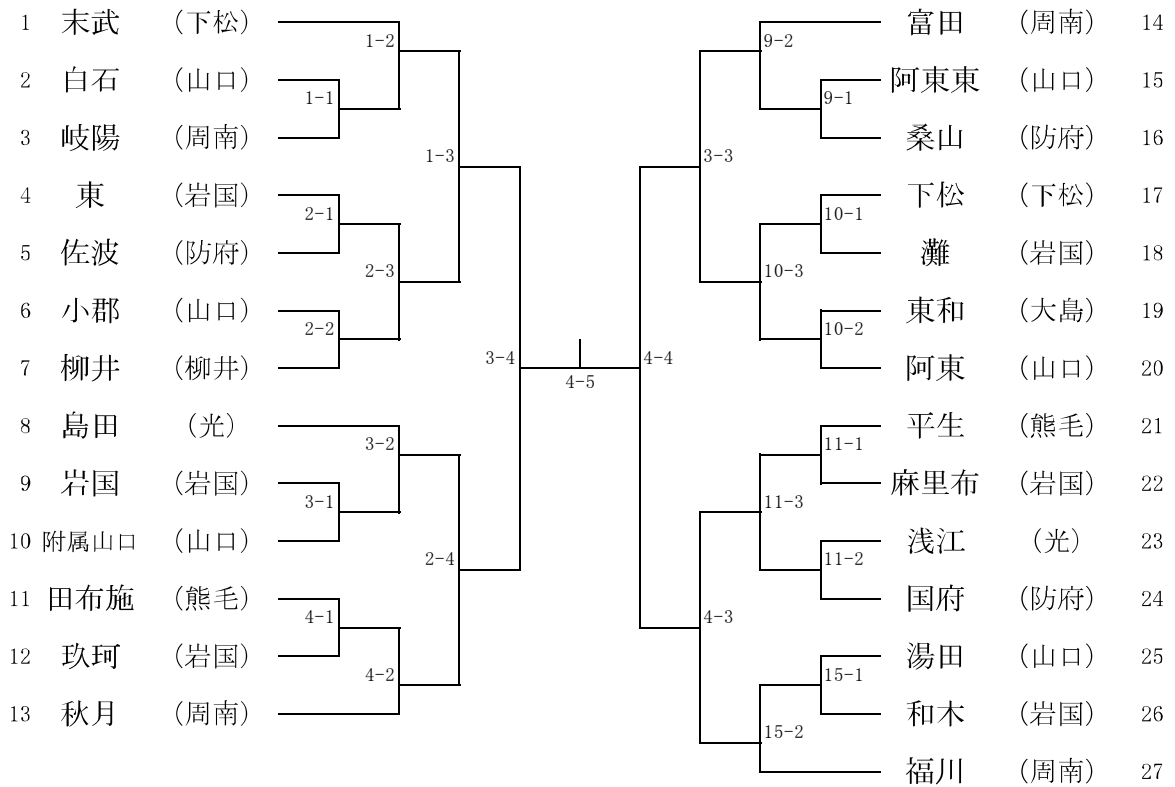 1 末武 (下松)
1-2
2 白石 (山口)
1-1
3 岐陽 (周南)
1-3
4 東 (岩国)
2-1
5 佐波 (防府)
2-3
6 小郡 (山口)
2-2
7 柳井 (柳井)
3-4
8 島田 (光)
3-2
9 岩国 (岩国)
3-1
10 附属山口 (山口)
2-4
11 田布施 (熊毛)
4-1
12 玖珂 (岩国)
4-2
13 秋月 (周南)
4-5
富田 (周南) 14
9-2
阿東東 (山口) 15
9-1
桑山 (防府) 16
3-3
下松 (下松) 17
10-1
灘 (岩国) 18
10-3
東和 (大島) 19
10-2
阿東 (山口) 20
4-4
平生 (熊毛) 21
11-1
麻里布 (岩国) 22
11-3
浅江 (光) 23
11-2
国府 (防府) 24
4-3
湯田 (山口) 25
15-1
和木 (岩国) 26
15-2
福川 (周南) 27